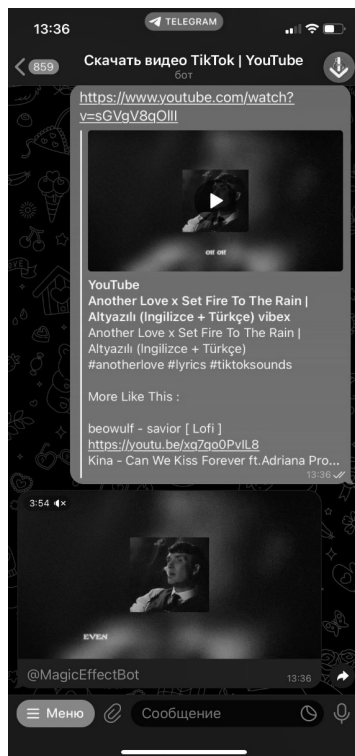 13:36
TELEGRAM
859
Скачать видео TikTok | YouTube
бот
https://www.youtube.com/watch?
v=sGVgV8qOlII
YouTube
Another Love x Set Fire To The Rain |
Altyazılı (Ingilizce + Türkçe) vibex
Another Love x Set Fire To The Rain |
Altyazılı (Ingilizce + Türkçe)
#anotherlove #lyrics #tiktoksounds
More Like This :
beowulf - savior [ Lofi ]
https://youtu.be/xq7qo0PvlL8
Kina - Can We Kiss Forever ft.Adriana Pro...
13:36
3:54
EVEN
@MagicEffectBot
13:36
Меню
Сообщение